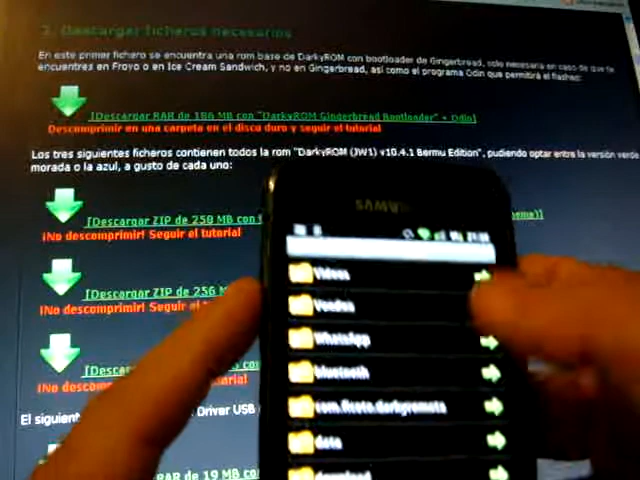 2. Descargar ficheros necesarios
En este primer fichero se encuentra una rom base de DarkyROM con bootloader de Gingerbread, solo necesaria en caso de que te
encuentres en Froyo o en Ice Cream Sandwich, y no en Gingerbread, así como el programa Odin que permitirá el flasheo:
[Descargar RAR de 186 MB con "DarkyROM Gingerbread Bootloader" + Odin]
Descomprimir en una carpeta en el disco duro y seguir el tutorial
Los tres siguientes ficheros contienen todos la rom "DarkyROM (JW1) v10.4.1 Bermu Edition", pudiendo optar entre la versión verde
morada o la azul, a gusto de cada uno:
[Descargar ZIP de 258 MB con
¡No descomprimir! Seguir el tutorial
[Descargar ZIP de 256 M
¡No descomprimir! Seguir el
¡No descomprimir
torial
El siguient
Driver USB
RAR de 19 MB co
SAMSUNG
Videos
WhatsApp
bluetooth
data
download